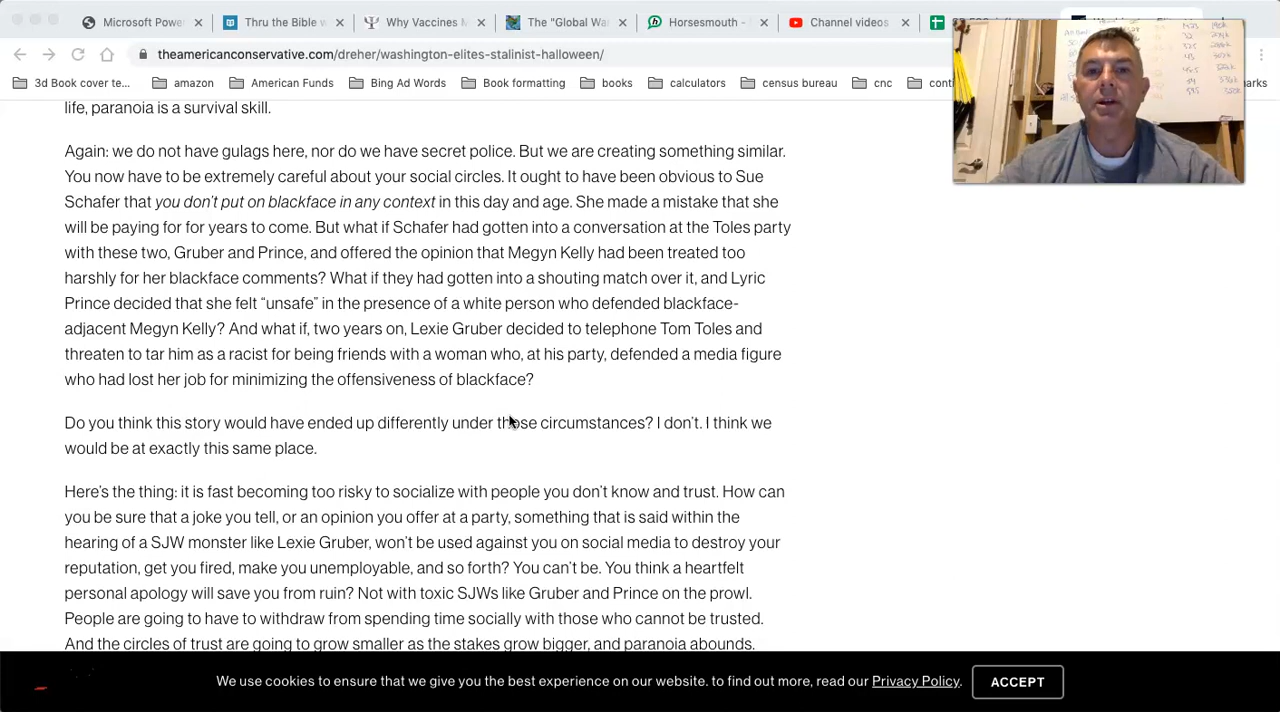 Microsoft Powe
Thru the Bible w
Why Vaccines N
The "Global Wa
Horsesmouth -
Channel videos
theamericanconservative.com/dreher/washington-elites-stalinist-halloween/
3d Book cover te...
amazon
American Funds
Bing Ad Words
Book formatting
books
calculators
census bureau
cnc
cont
arks
life, paranoia is a survival skill.
Again: we do not have gulags here, nor do we have secret police. But we are creating something similar.
You now have to be extremely careful about your social circles. It ought to have been obvious to Sue
Schafer that you don't put on blackface in any context in this day and age. She made a mistake that she
will be paying for for years to come. But what if Schafer had gotten into a conversation at the Toles party
with these two, Gruber and Prince, and offered the opinion that Megyn Kelly had been treated too
harshly for her blackface comments? What if they had gotten into a shouting match over it, and Lyric
Prince decided that she felt “unsafe” in the presence of a white person who defended blackface-
adjacent Megyn Kelly? And what if, two years on, Lexie Gruber decided to telephone Tom Toles and
threaten to tar him as a racist for being friends with a woman who, at his party, defended a media figure
who had lost her job for minimizing the offensiveness of blackface?
Do you think this story would have ended up differently under those circumstances? I don't. I think we
would be at exactly this same place.
Here's the thing: it is fast becoming too risky to socialize with people you don't know and trust. How can
you be sure that a joke you tell, or an opinion you offer at a party, something that is said within the
hearing of a SJW monster like Lexie Gruber, won't be used against you on social media to destroy your
reputation, get you fired, make you unemployable, and so forth? You can't be. You think a heartfelt
personal apology will save you from ruin? Not with toxic SJWs like Gruber and Prince on the prowl.
People are going to have to withdraw from spending time socially with those who cannot be trusted.
And the circles of trust are going to grow smaller as the stakes grow bigger, and paranoia abounds.
We use cookies to ensure that we give you the best experience on our website. to find out more, read our Privacy Policy.
ACCEPT